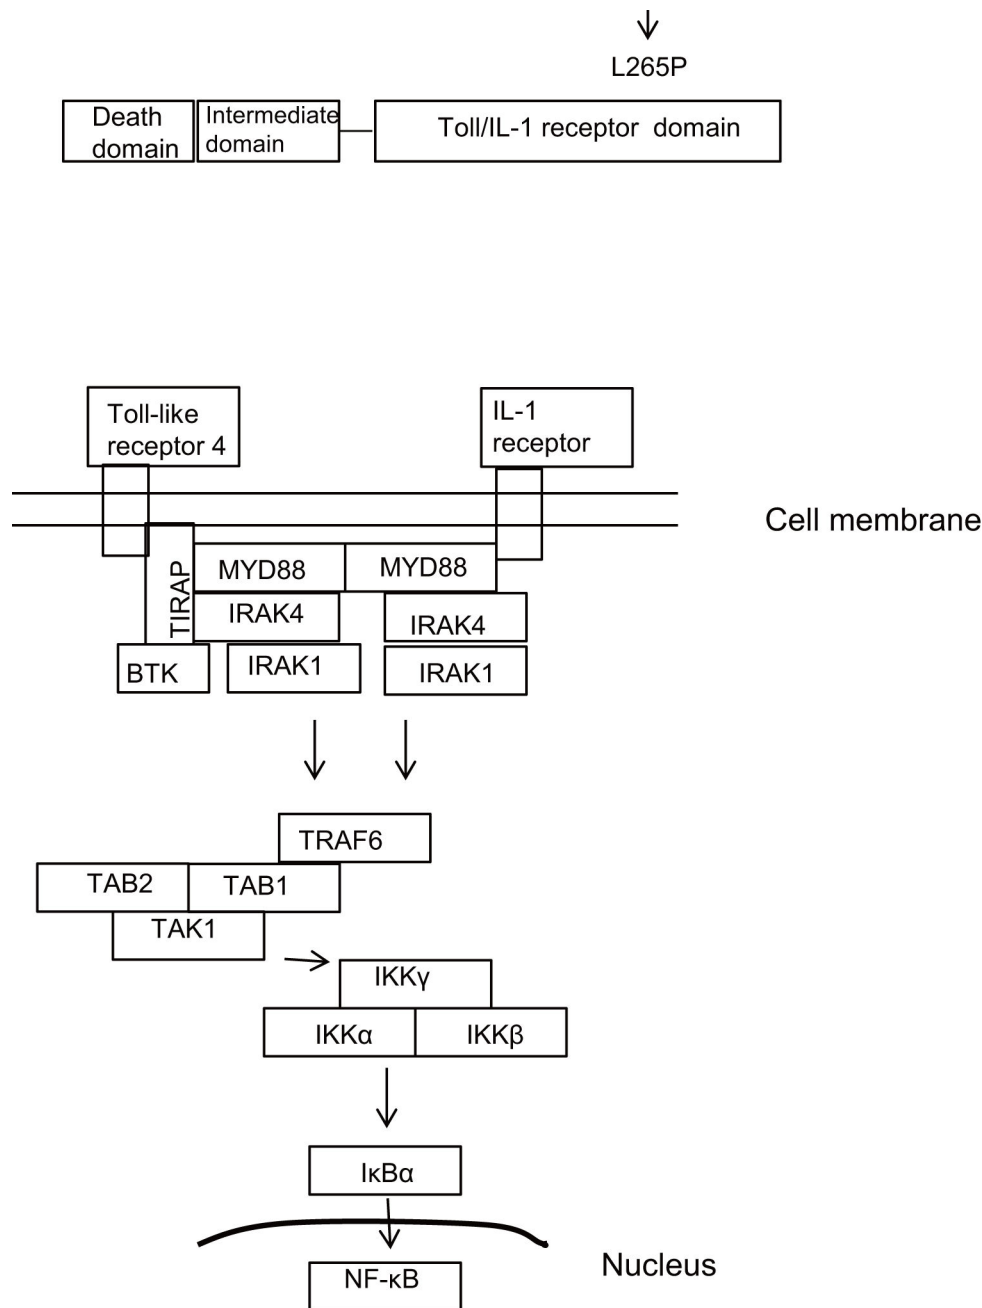 L265P
Death
domain
Intermediate
domain
Toll/IL-1 receptor domain
Toll-like
receptor 4
IL-1
receptor
Cell membrane
TIRAP
MYD88
MYD88
IRAK4
IRAK4
BTK
IRAK1
IRAK1
TRAF6
TAB2
TAB1
TAK1
IKKγ
IKKα
IKKβ
IκBα
Nucleus
NF-κB